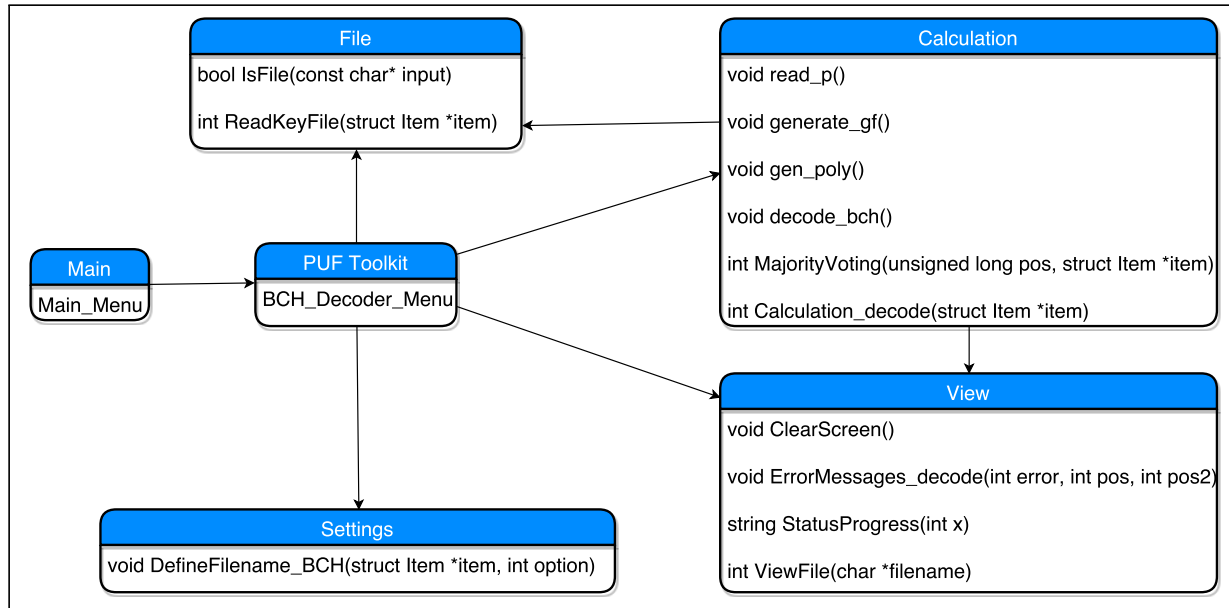 File
bool IsFile(const char* input)
int ReadKeyFile(struct Item *item)
Calculation
void read_p()
void generate_gf()
void gen_poly()
void decode_bch()
int MajorityVoting(unsigned long pos, struct Item *item)
int Calculation_decode(struct Item *item)
Main
Main_Menu
PUF Toolkit
BCH_Decoder_Menu
View
void ClearScreen()
void ErrorMessages_decode(int error, int pos, int pos2)
string StatusProgress(int x)
int ViewFile(char *filename)
Settings
void DefineFilename_BCH(struct Item *item, int option)